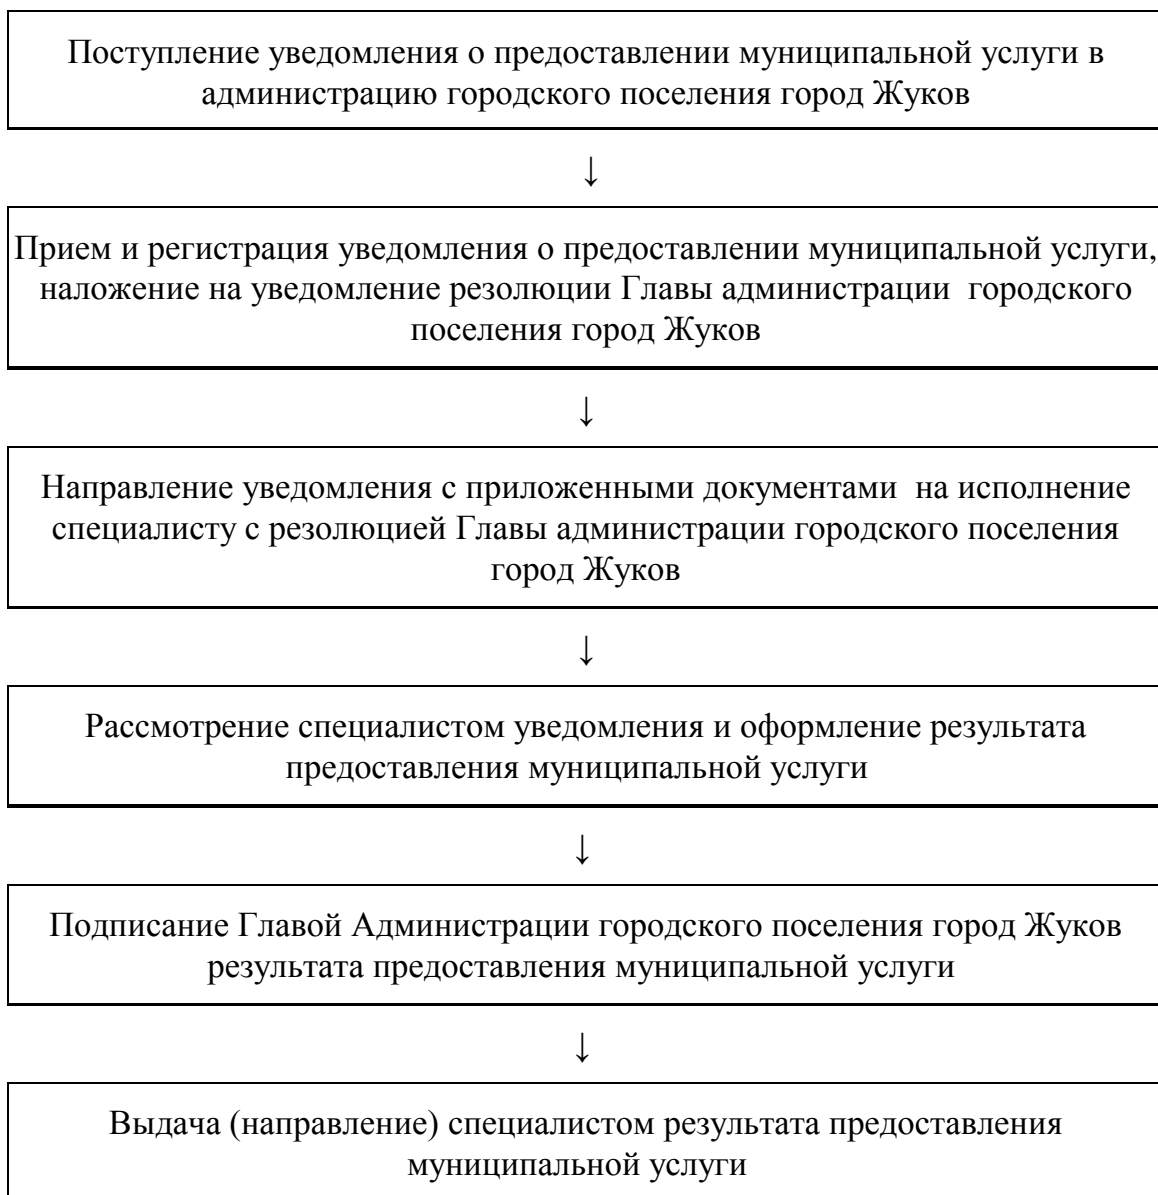 Поступление уведомления о предоставлении муниципальной услуги в
администрацию городского поселения город Жуков
↓
Прием и регистрация уведомления о предоставлении муниципальной услуги,
наложение на уведомление резолюции Главы администрации  городского
поселения город Жуков
↓
Направление уведомления с приложенными документами  на исполнение
специалисту с резолюцией Главы администрации городского поселения
город Жуков
↓
Рассмотрение специалистом уведомления и оформление результата
предоставления муниципальной услуги
↓
Подписание Главой Администрации городского поселения город Жуков
результата предоставления муниципальной услуги
↓
Выдача (направление) специалистом результата предоставления
муниципальной услуги